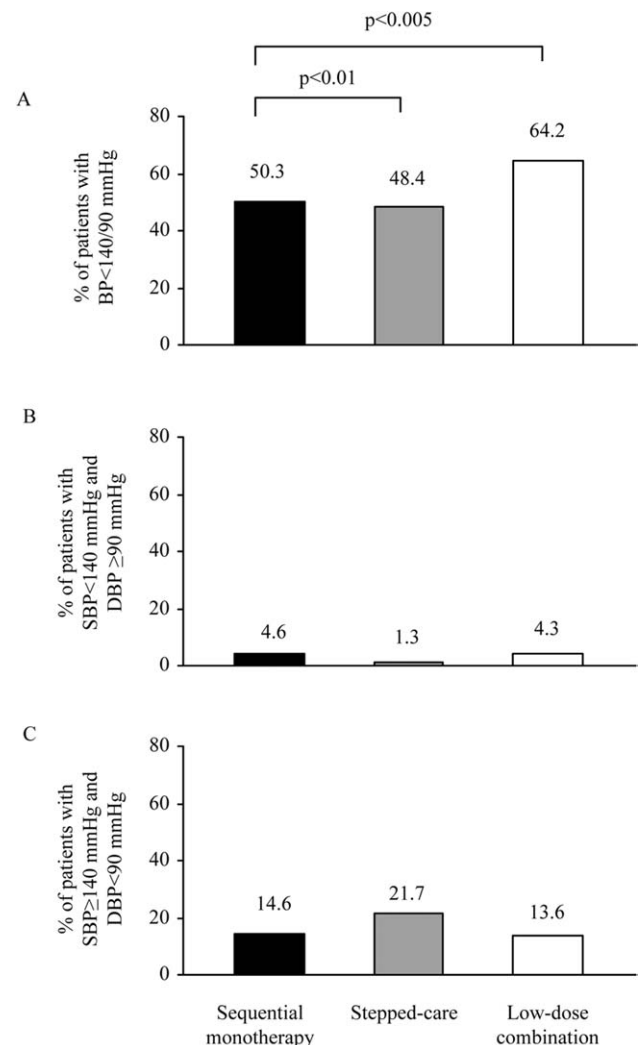 p<0.005
p<0.01
A
% of patients with
BP<140/90 mmHg
80
60
40
20
0
50.3
48.4
64.2
B
% of patients with
SBP<140 mmHg and
DBP ≥90 mmHg
80
60
40
20
0
4.6
1.3
4.3
C
% of patients with
SBP≥140 mmHg and
DBP<90 mmHg
80
60
40
20
0
14.6
21.7
13.6
Sequential
monotherapy
Stepped-care
Low-dose
combination